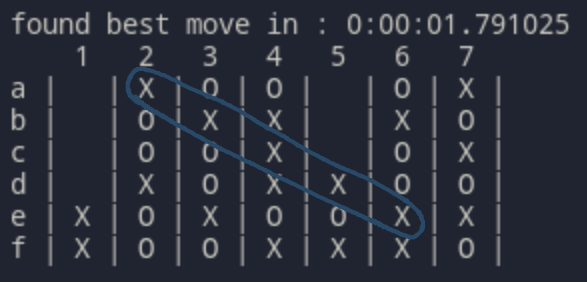 found best move in : 0:00:01.791025
1 2 3 4 5 6 7
a | | X | O | O | | O | X |
b | | O | X | X | | X | O |
c | | O | O | X | | O | X |
d | | X | O | X | X | O | O |
e | X | O | X | O | O | X | X |
f | X | O | O | X | X | X | O |